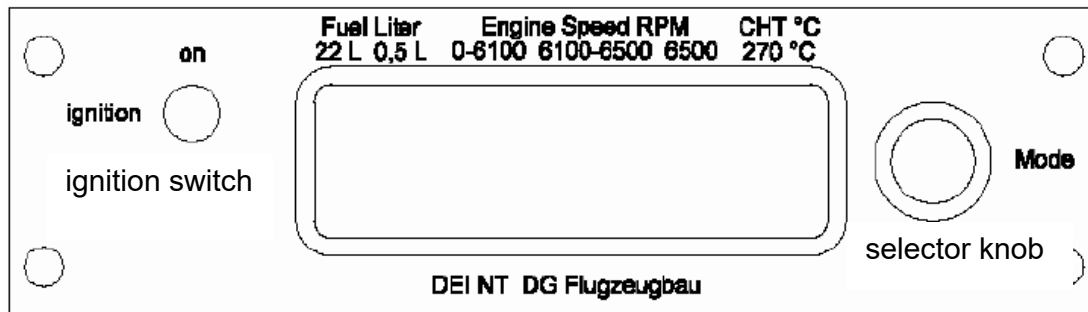 Fuel Liter Engine Speed RPM CHT °C
on 22 L 0,5 L 0-6100 6100-6500 6500 270 °C
ignition
Mode
ignition switch
selector knob
DEI NT DG Flugzeugbau